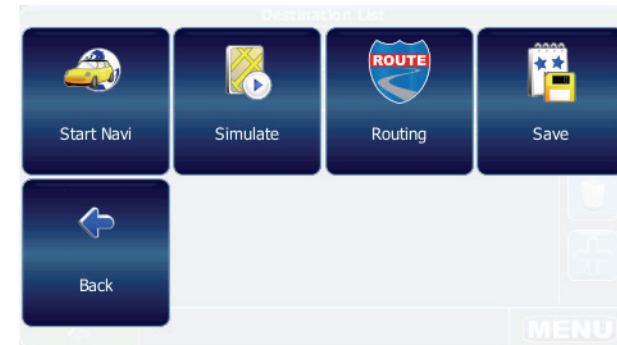 Destination List
ROUTE
Start Navi
Simulate
Routing
Save
Back
MENU